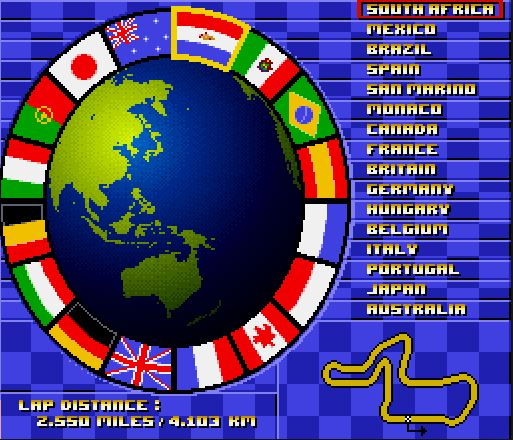 SOUTH AFRICA
MEXICO
BRAZIL
SPAIN
SAN MARINO
MONACO
CANADA
FRANCE
BRITAIN
GERMANY
HUNGARY
BELGIUM
ITALY
PORTUGAL
JAPAN
AUSTRALIA
LAP DISTANCE :
2.550 MILES / 4.103 KM